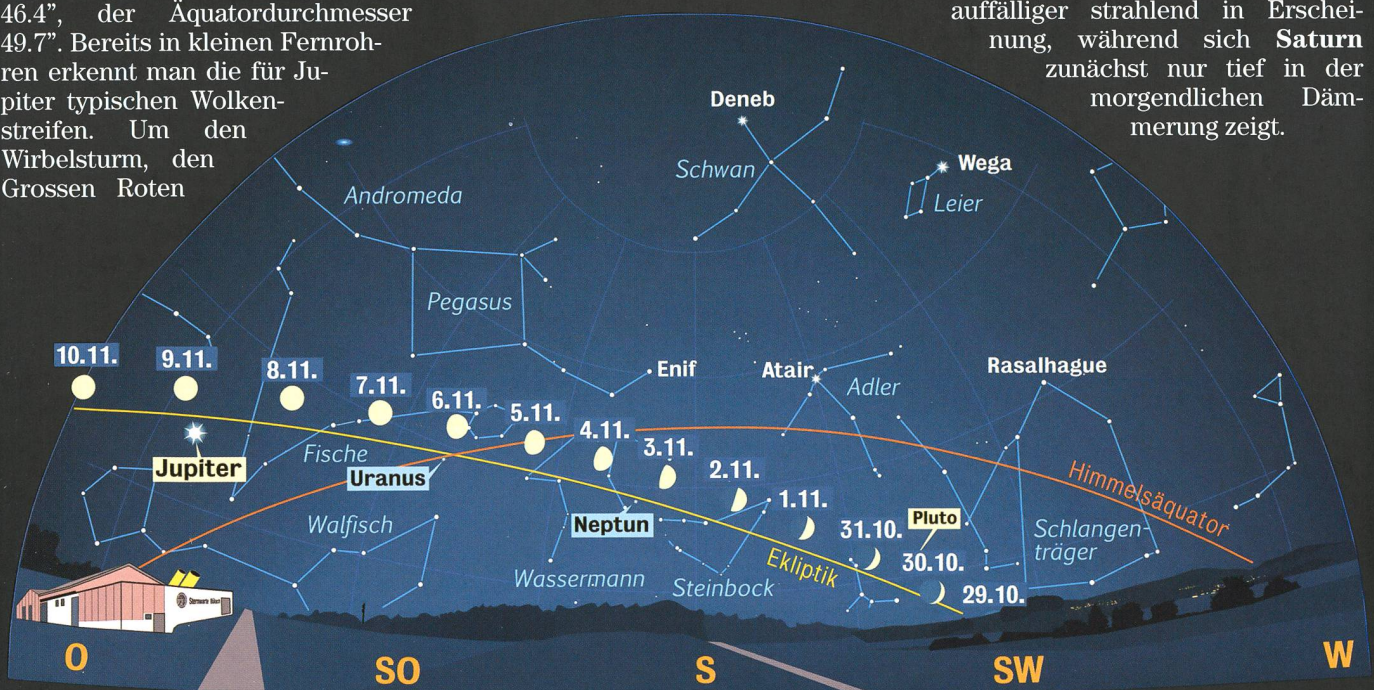 46.4”, der Äquatordurchmesser
49.7”. Bereits in kleinen Fernroh-
ren erkennt man die für Ju-
piter typischen Wolken-
streifen. Um den
Wirbelsturm, den
Grossen Roten
auffälliger strahlend in Erschei-
nung, während sich Saturn
zunächst nur tief in der
morgendlichen Däm-
merung zeigt.
Deneb
Schwan
Wega
Leier
Andromeda
Pegasus
Enif
Atair
Adler
Rasalhague
10.11.
9.11.
8.11.
7.11.
6.11.
5.11.
4.11.
3.11.
2.11.
1.11.
31.10.
30.10.
29.10.
Jupiter
Fische
Uranus
Neptun
Pluto
Himmelsäquator
Walfisch
Wassermann
Steinbock
Ekliptik
Schlangen-
träger
Sternwarte Bülach
O
SO
S
SW
W